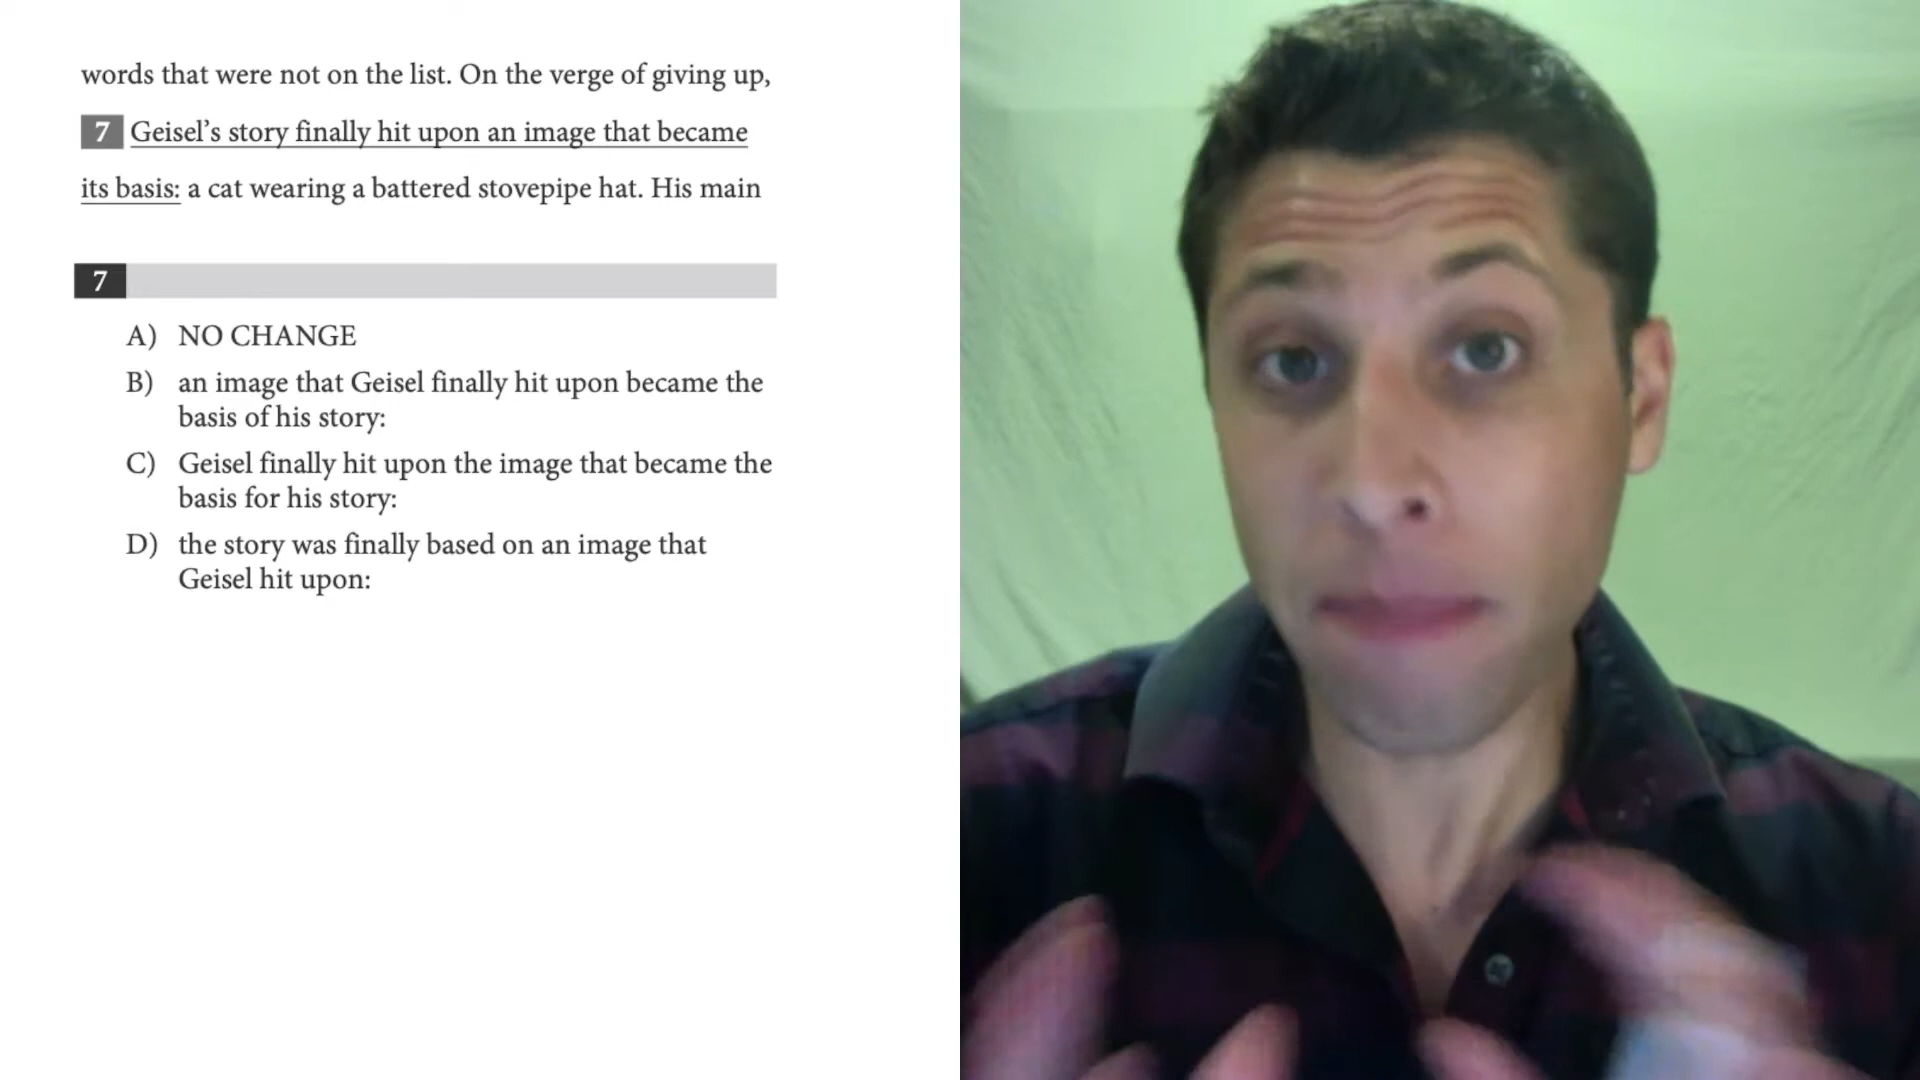 words that were not on the list. On the verge of giving up,
7 Geisel’s story finally hit upon an image that became
its basis: a cat wearing a battered stovepipe hat. His main
7
A) NO CHANGE
B) an image that Geisel finally hit upon became the
basis of his story:
C) Geisel finally hit upon the image that became the
basis for his story:
D) the story was finally based on an image that
Geisel hit upon: